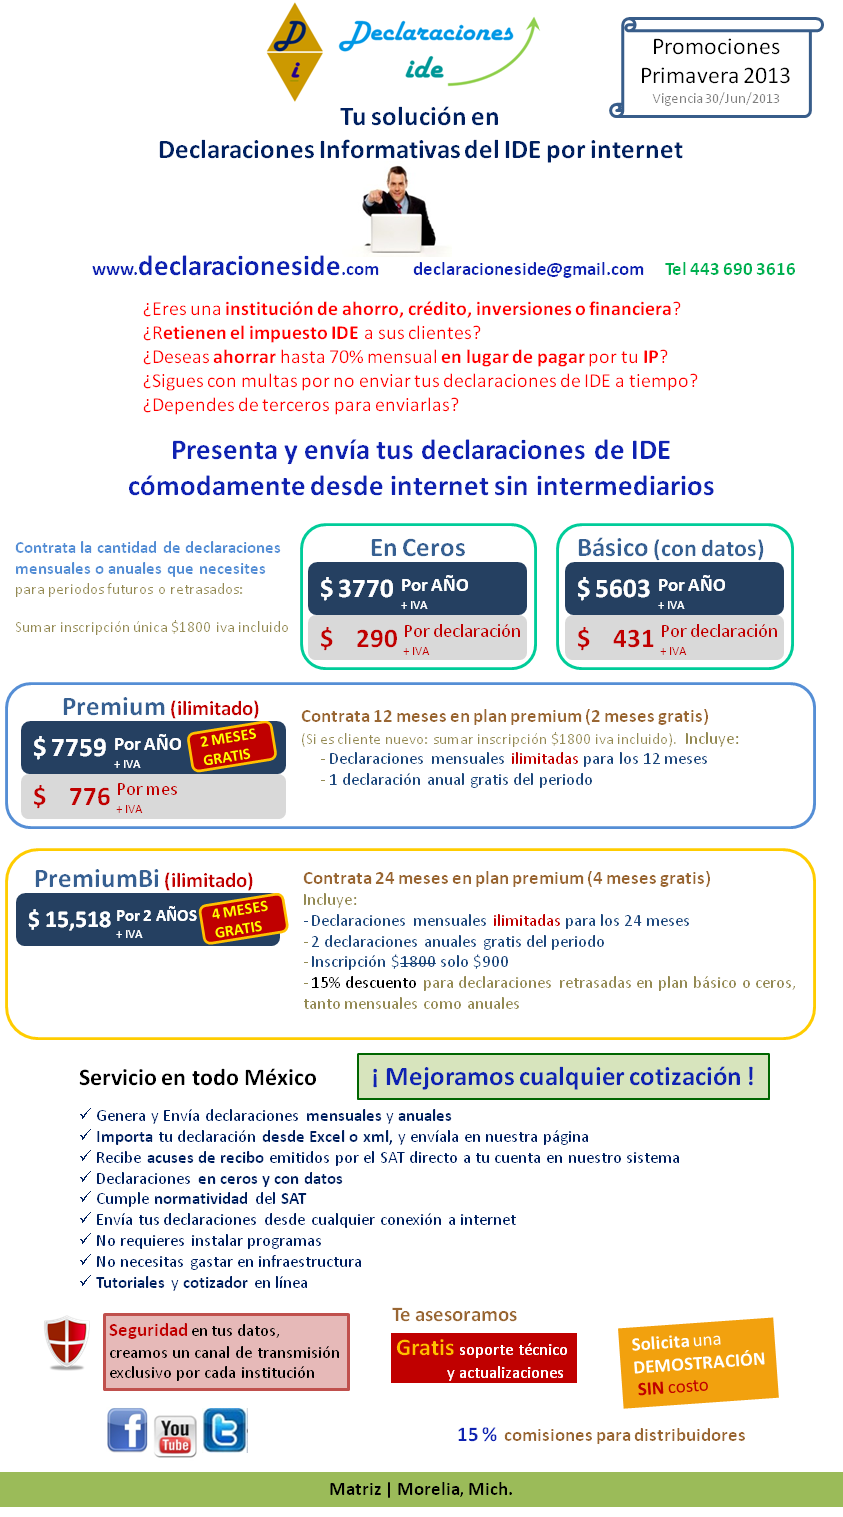 D
i
Declaraciones
ide
Promociones
Primavera 2013
Vigencia 30/Jun/2013
Tu solución en
Declaraciones Informativas del IDE por internet
www.declaracioneside.com declaracioneside@gmail.com Tel 443 690 3616
¿Eres una institución de ahorro, crédito, inversiones o financiera?
¿Retienen el impuesto IDE a sus clientes?
¿Deseas ahorrar hasta 70% mensual en lugar de pagar por tu IP?
¿Sigues con multas por no enviar tus declaraciones de IDE a tiempo?
¿Dependes de terceros para enviarlas?
Presenta y envía tus declaraciones de IDE
cómodamente desde internet sin intermediarios
Contrata la cantidad de declaraciones
mensuales o anuales que necesites
para periodos futuros o retrasados:
Sumar inscripción única $1800 iva incluido
En Ceros
$ 3770 Por AÑO
+ IVA
$ 290 Por declaración
+ IVA
Básico (con datos)
$ 5603 Por AÑO
+ IVA
$ 431 Por declaración
+ IVA
Premium (ilimitado)
$ 7759 Por AÑO
+ IVA
2 MESES
GRATIS
$ 776 Por mes
+ IVA
Contrata 12 meses en plan premium (2 meses gratis)
(Si es cliente nuevo: sumar inscripción $1800 iva incluido). Incluye:
- Declaraciones mensuales ilimitadas para los 12 meses
- 1 declaración anual gratis del periodo
PremiumBi (ilimitado)
$ 15,518 Por 2 AÑOS
+ IVA
4 MESES
GRATIS
Contrata 24 meses en plan premium (4 meses gratis)
Incluye:
- Declaraciones mensuales ilimitadas para los 24 meses
- 2 declaraciones anuales gratis del periodo
- Inscripción $1800 solo $900
- 15% descuento para declaraciones retrasadas en plan básico o ceros,
tanto mensuales como anuales
Servicio en todo México
¡ Mejoramos cualquier cotización !
✓ Genera y Envía declaraciones mensuales y anuales
✓ Importa tu declaración desde Excel o xml, y envíala en nuestra página
✓ Recibe acuses de recibo emitidos por el SAT directo a tu cuenta en nuestro sistema
✓ Declaraciones en ceros y con datos
✓ Cumple normatividad del SAT
✓ Envía tus declaraciones desde cualquier conexión a internet
✓ No requieres instalar programas
✓ No necesitas gastar en infraestructura
✓ Tutoriales y cotizador en línea
Seguridad en tus datos,
creamos un canal de transmisión
exclusivo por cada institución
Te asesoramos
Gratis soporte técnico
y actualizaciones
Solicita una
DEMOSTRACIÓN
SIN costo
f
You
Tube
t
15 % comisiones para distribuidores
Matriz | Morelia, Mich.